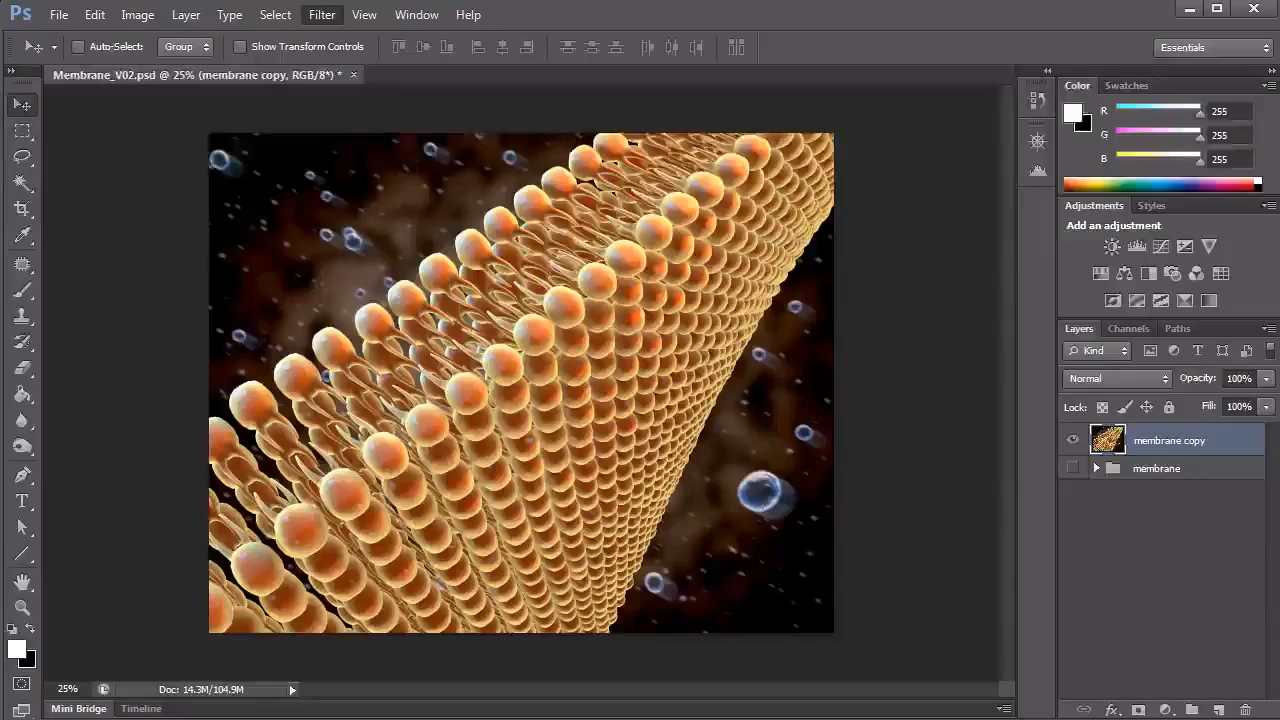 Ps File Edit Image Layer Type Select Filter View Window Help
Auto-Select: Group Show Transform Controls Essentials
Membrane_V02.psd @ 25% (membrane copy, RGB/8*) * ×
Color Swatches
R 255
G 255
B 255
Adjustments Styles
Add an adjustment
Layers Channels Paths
Kind
Normal Opacity: 100%
Lock: Fill: 100%
membrane copy
membrane
25% Doc: 14.3M/104.9M
Mini Bridge Timeline